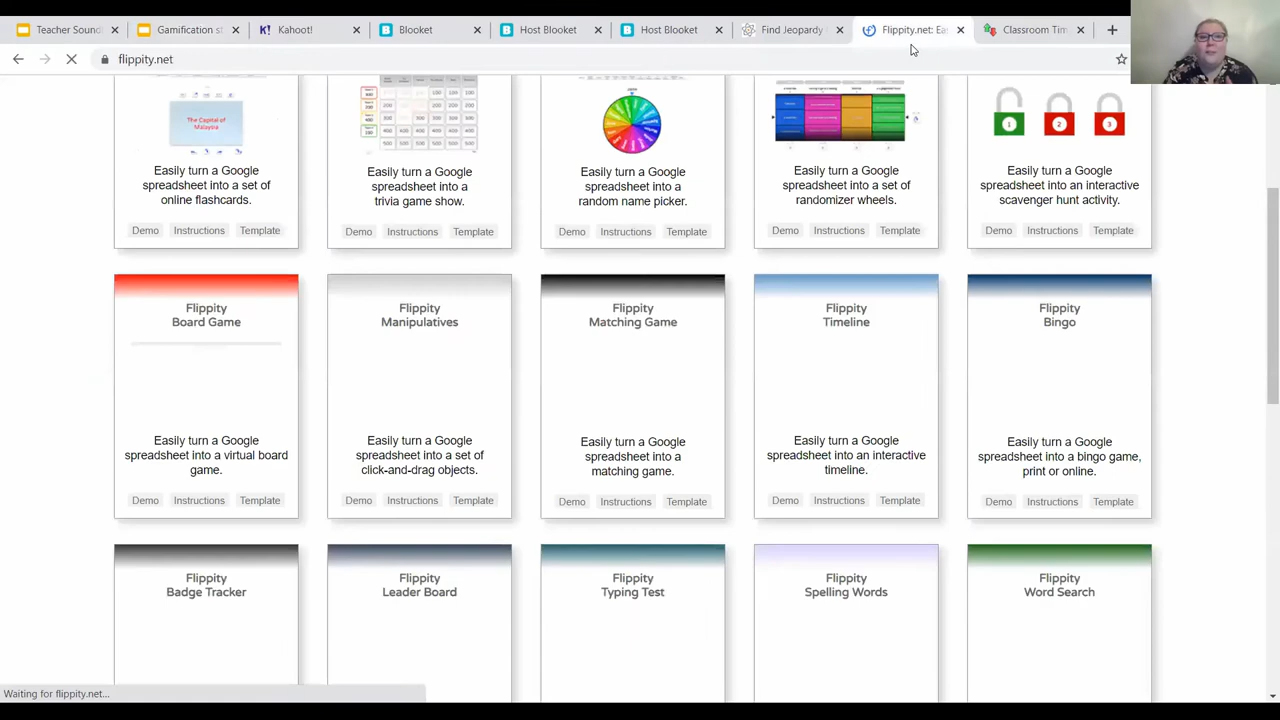 Teacher Sound
Gamification st
Kahoot!
Blooket
Host Blooket
Host Blooket
Find Jeopardy
Flippity.net: Ea
Classroom Tim
flippity.net
The Capital of
Malaysia
1
2
3
Easily turn a Google
spreadsheet into a set of
online flashcards.
Demo Instructions Template
Easily turn a Google
spreadsheet into a
trivia game show.
Demo Instructions Template
Easily turn a Google
spreadsheet into a
random name picker.
Demo Instructions Template
Easily turn a Google
spreadsheet into a set of
randomizer wheels.
Demo Instructions Template
Easily turn a Google
spreadsheet into an interactive
scavenger hunt activity.
Demo Instructions Template
Flippity
Board Game
Easily turn a Google
spreadsheet into a virtual board
game.
Demo Instructions Template
Flippity
Manipulatives
Easily turn a Google
spreadsheet into a set of
click-and-drag objects.
Demo Instructions Template
Flippity
Matching Game
Easily turn a Google
spreadsheet into a
matching game.
Demo Instructions Template
Flippity
Timeline
Easily turn a Google
spreadsheet into an interactive
timeline.
Demo Instructions Template
Flippity
Bingo
Easily turn a Google
spreadsheet into a bingo game,
print or online.
Demo Instructions Template
Flippity
Badge Tracker
Flippity
Leader Board
Flippity
Typing Test
Flippity
Spelling Words
Flippity
Word Search
Waiting for flippity.net...